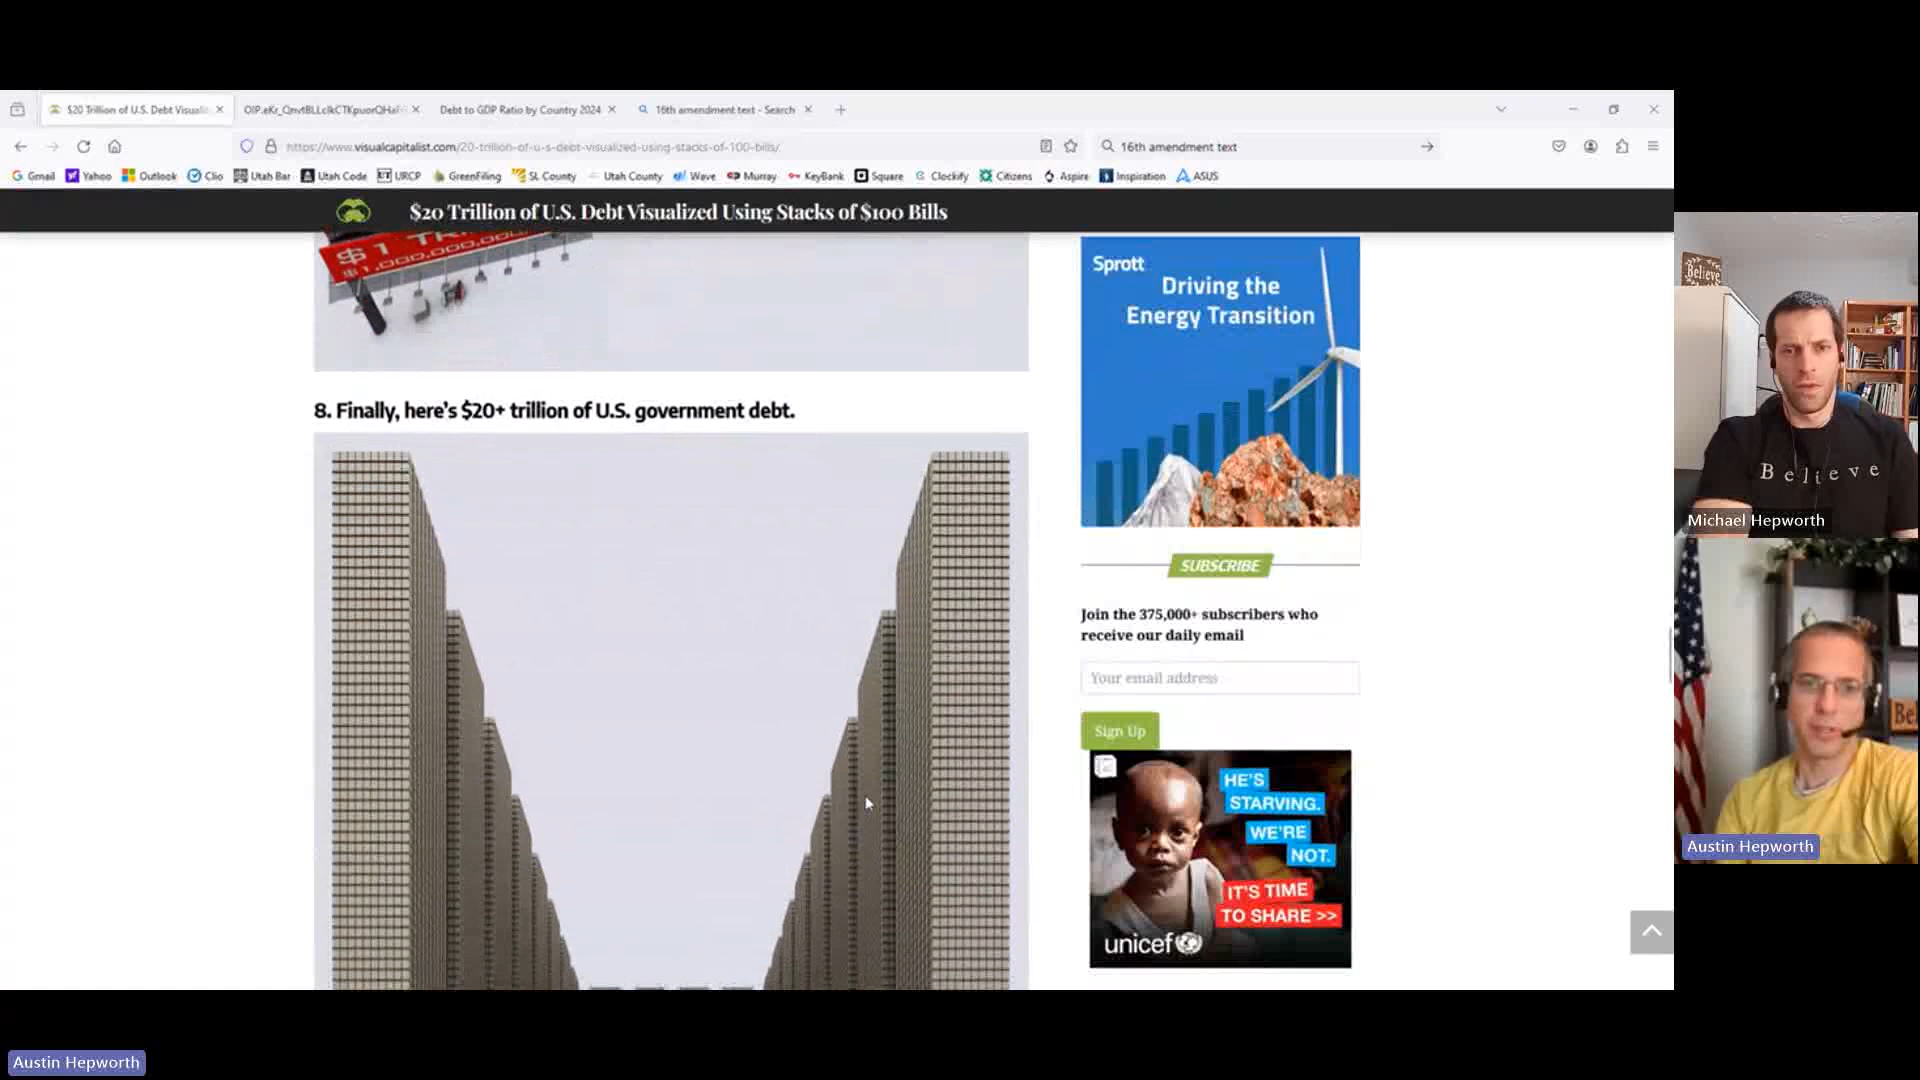 $20 Trillion of U.S. Debt Visualiz
OIP.eKr_QnvtBLLclkCTKpuorQHaF
Debt to GDP Ratio by Country 2024
16th amendment text - Search
https://www.visualcapitalist.com/20-trillion-of-u-s-debt-visualized-using-stacks-of-100-bills/
16th amendment text
Gmail
Yahoo
Outlook
Clio
Utah Bar
Utah Code
URCP
GreenFiling
SL County
Utah County
Wave
Murray
KeyBank
Square
Clockify
Citizens
Aspire
Inspiration
ASUS
$20 Trillion of U.S. Debt Visualized Using Stacks of $100 Bills
8. Finally, here's $20+ trillion of U.S. government debt.
Sprott
Driving the
Energy Transition
SUBSCRIBE
Join the 375,000+ subscribers who
receive our daily email
Your email address
Sign Up
HE'S
STARVING.
WE'RE
NOT.
IT'S TIME
TO SHARE >>
unicef
Believe
Believe
Michael Hepworth
Be
Austin Hepworth
Austin Hepworth